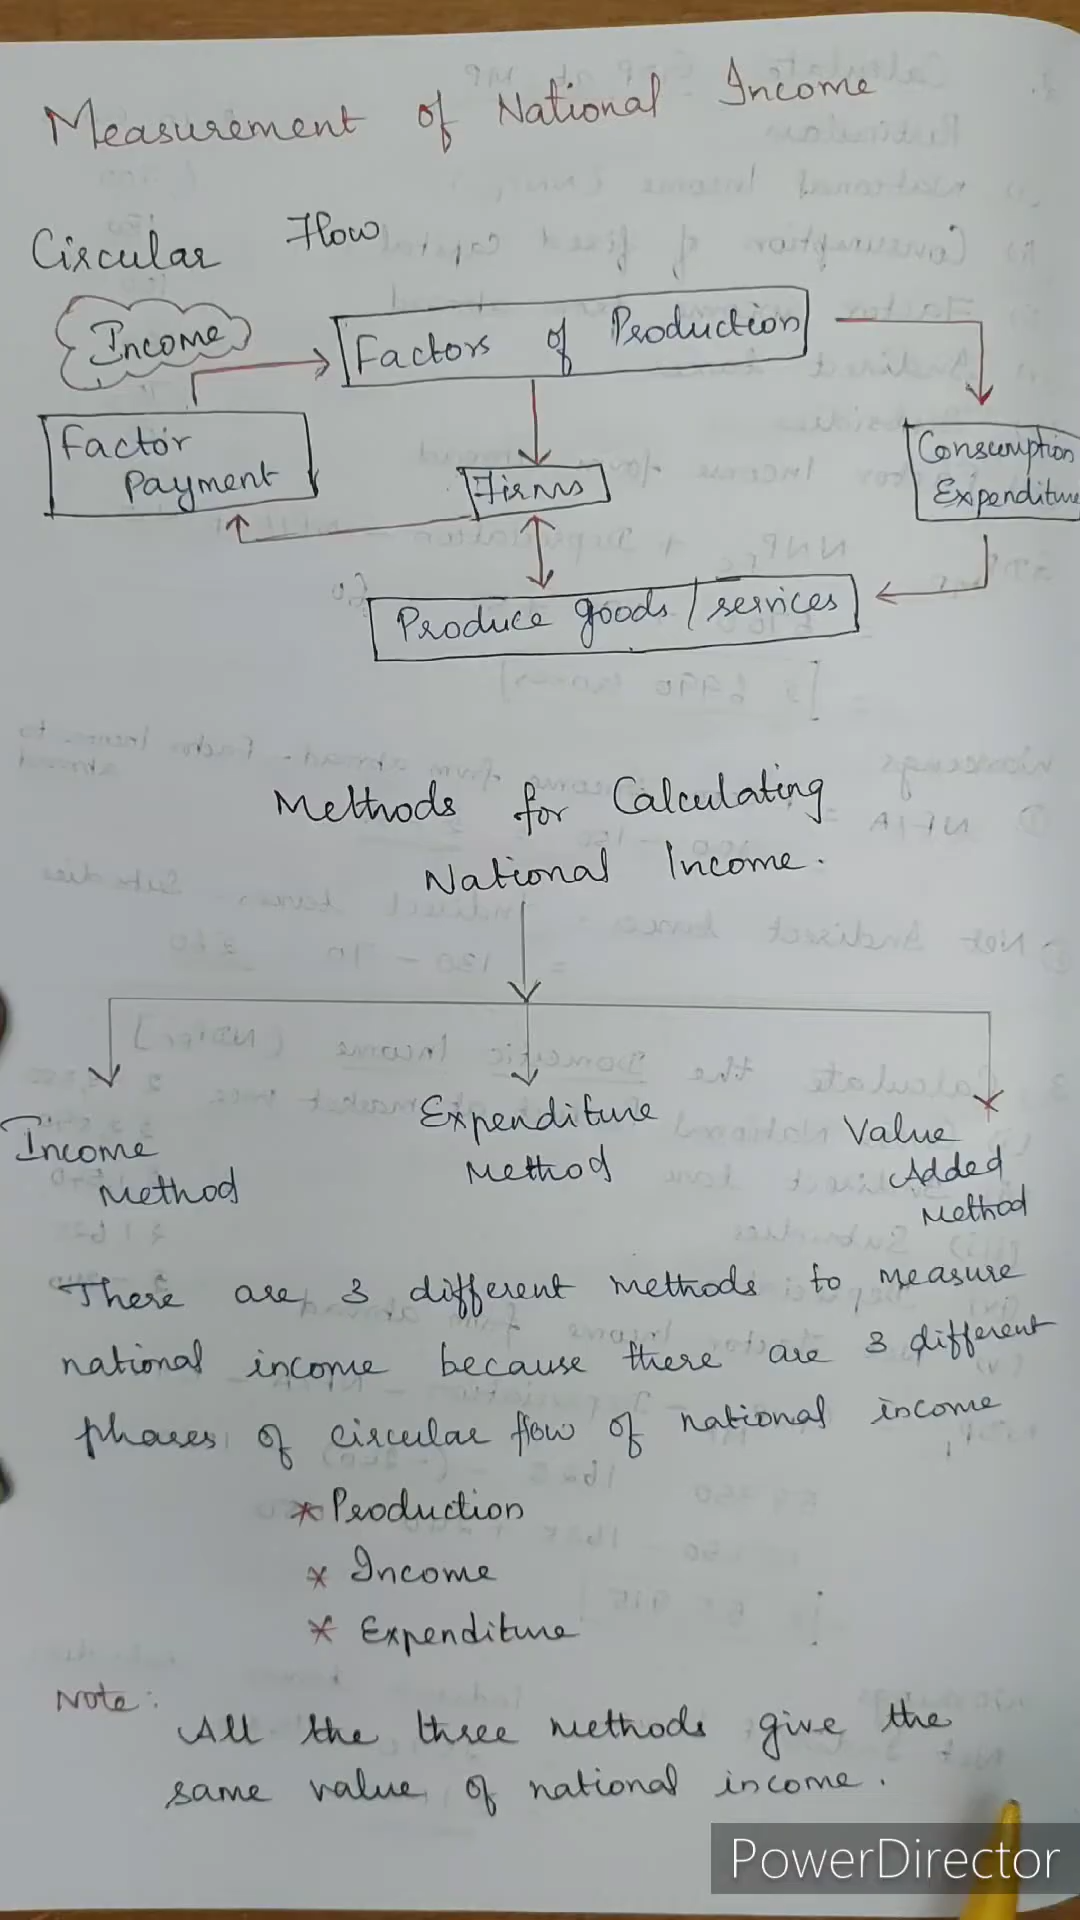 Measurement of National Income
Circular Flow
Income
Factors of Production
Factor
Payment
Firms
Consumption
Expenditure
Produce goods / services
Methods for Calculating
National Income.
Income
Method
Expenditure
Method
Value
Added
Method
There are 3 different methods to measure
national income because there are 3 different
phases of circular flow of national income
* Production
* Income
* Expenditure
Note:
All the three methods give the
same value of national income.
PowerDirector